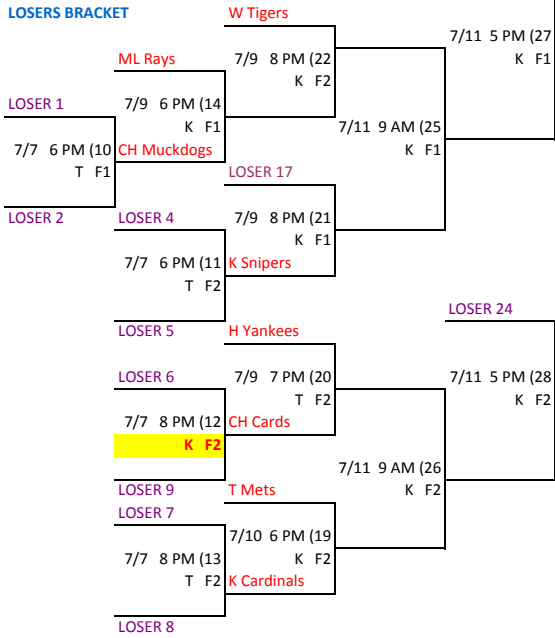 LOSERS BRACKET
W Tigers
7/11 5 PM (27
K F1
ML Rays
7/9 8 PM (22
K F2
LOSER 1
7/9 6 PM (14
K F1
7/11 9 AM (25
K F1
7/7 6 PM (10
T F1
CH Muckdogs
LOSER 17
LOSER 2
LOSER 4
7/9 8 PM (21
K F1
7/7 6 PM (11
T F2
K Snipers
LOSER 5
H Yankees
LOSER 24
LOSER 6
7/9 7 PM (20
T F2
7/11 5 PM (28
K F2
7/7 8 PM (12
K F2
CH Cards
7/11 9 AM (26
K F2
LOSER 9
T Mets
LOSER 7
7/10 6 PM (19
K F2
7/7 8 PM (13
T F2
K Cardinals
LOSER 8